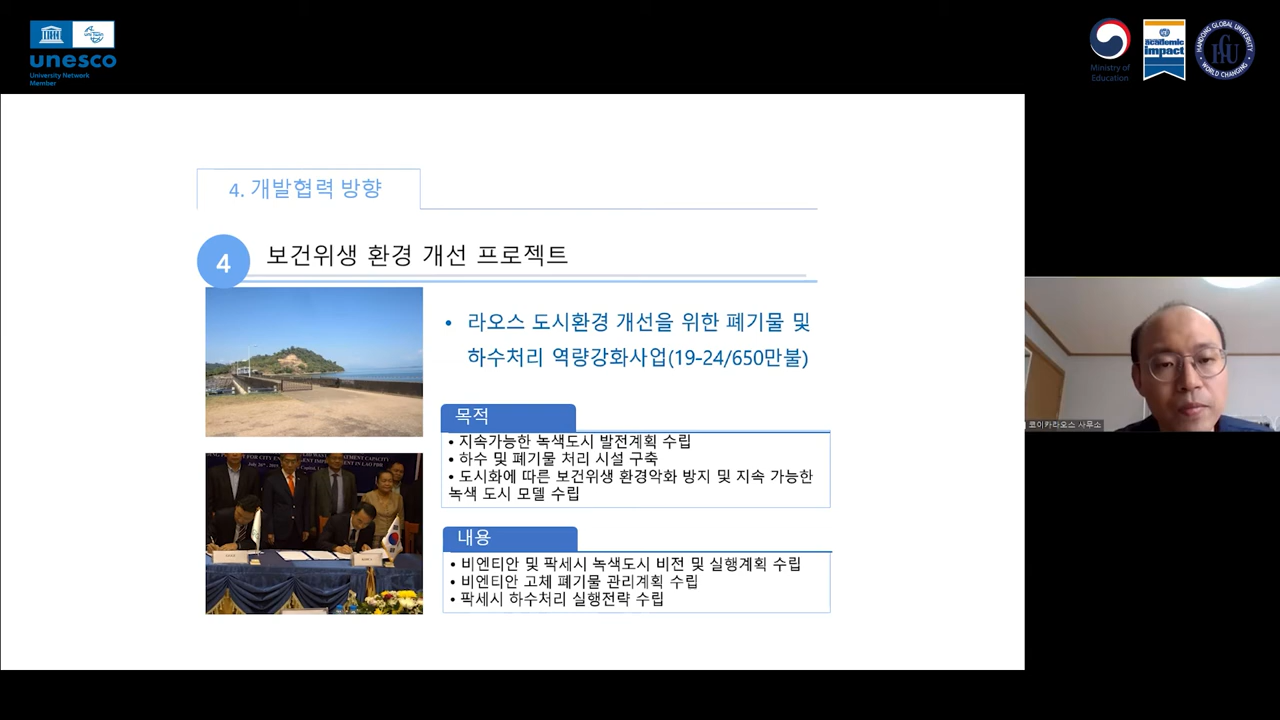 unesco
University Network
Member
Ministry of
Education
academic
impact
HANDONG GLOBAL UNIVERSITY
WORLD CHANGING
4. 개발협력 방향
4
보건위생 환경 개선 프로젝트
• 라오스 도시환경 개선을 위한 폐기물 및
하수처리 역량강화사업(19-24/650만불)
목적
• 지속가능한 녹색도시 발전계획 수립
• 하수 및 폐기물 처리 시설 구축
• 도시화에 따른 보건위생 환경악화 방지 및 지속 가능한
녹색 도시 모델 수립
내용
• 비엔티안 및 팍세시 녹색도시 비전 및 실행계획 수립
• 비엔티안 고체 폐기물 관리계획 수립
• 팍세시 하수처리 실행전략 수립
코이카라오스 사무소